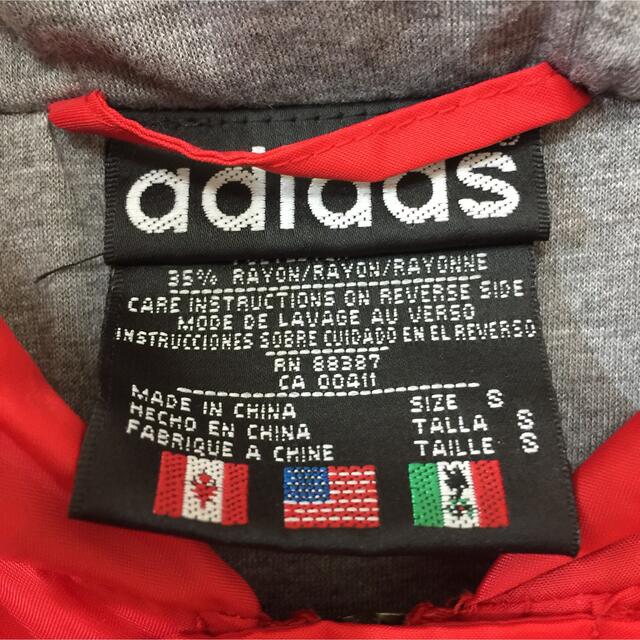 adidas
35% RAYON/RAYON/RAYONNE
CARE INSTRUCTIONS ON REVERSE SIDE
MODE DE LAVAGE AU VERSO
INSTRUCCIONES SOBRE CUIDADO EN EL REVERSO
RN 88387
CA 00411
MADE IN CHINA SIZE S
HECHO EN CHINA TALLA S
FABRIQUE A CHINE TAILLE S